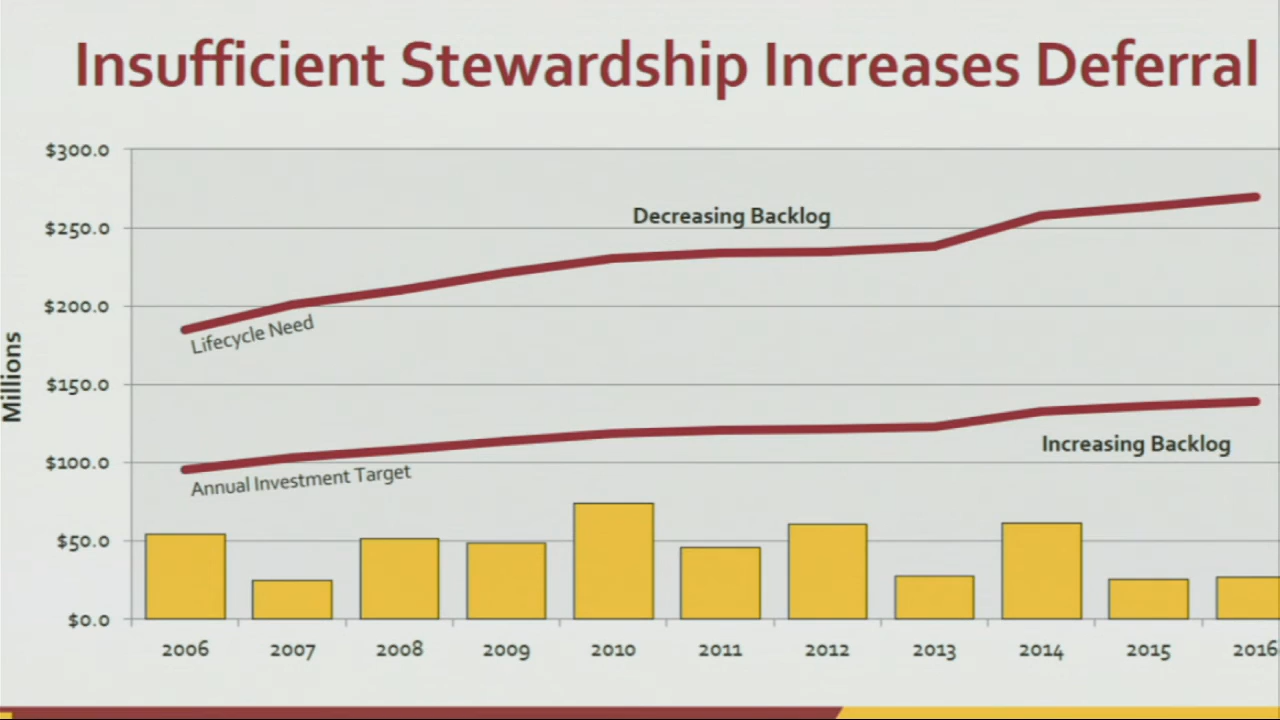 Insufficient Stewardship Increases Deferral
$300.0
Decreasing Backlog
$250.0
$200.0
Lifecycle Need
Millions
$150.0
Increasing Backlog
$100.0
Annual Investment Target
$50.0
$0.0
2006 2007 2008 2009 2010 2011 2012 2013 2014 2015 2016